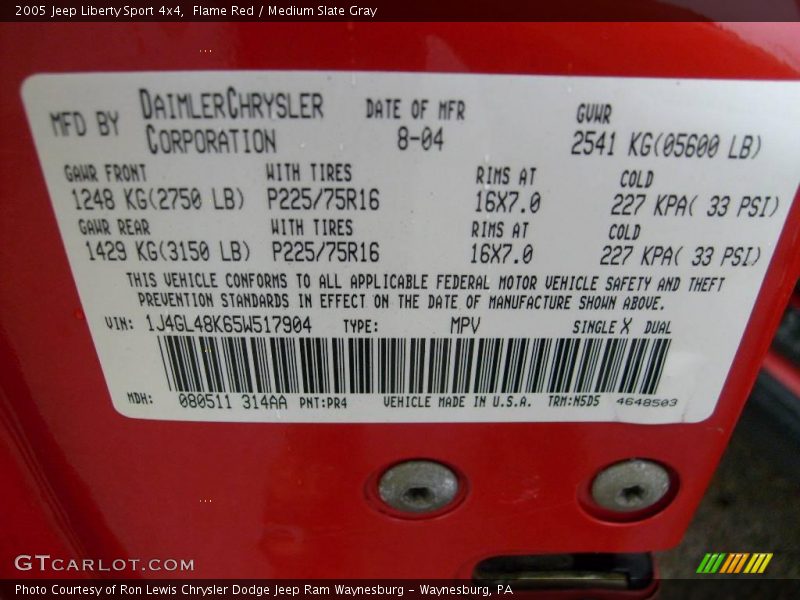 2005 Jeep Liberty Sport 4x4,  Flame Red / Medium Slate Gray
MFD BY DAIMLERCHRYSLER CORPORATION DATE OF MFR 8-04 GVWR 2541 KG(05600 LB)
GAWR FRONT WITH TIRES RIMS AT COLD
1248 KG(2750 LB) P225/75R16 16X7.0 227 KPA( 33 PSI)
GAWR REAR WITH TIRES RIMS AT COLD
1429 KG(3150 LB) P225/75R16 16X7.0 227 KPA( 33 PSI)
THIS VEHICLE CONFORMS TO ALL APPLICABLE FEDERAL MOTOR VEHICLE SAFETY AND THEFT
PREVENTION STANDARDS IN EFFECT ON THE DATE OF MANUFACTURE SHOWN ABOVE.
VIN: 1J4GL48K65W517904 TYPE: MPV SINGLE X DUAL
MDH: 080511 314AA PNT:PR4 VEHICLE MADE IN U.S.A. TRM:N5D5 4648503
GTCARLOT.COM
Photo Courtesy of Ron Lewis Chrysler Dodge Jeep Ram Waynesburg - Waynesburg, PA